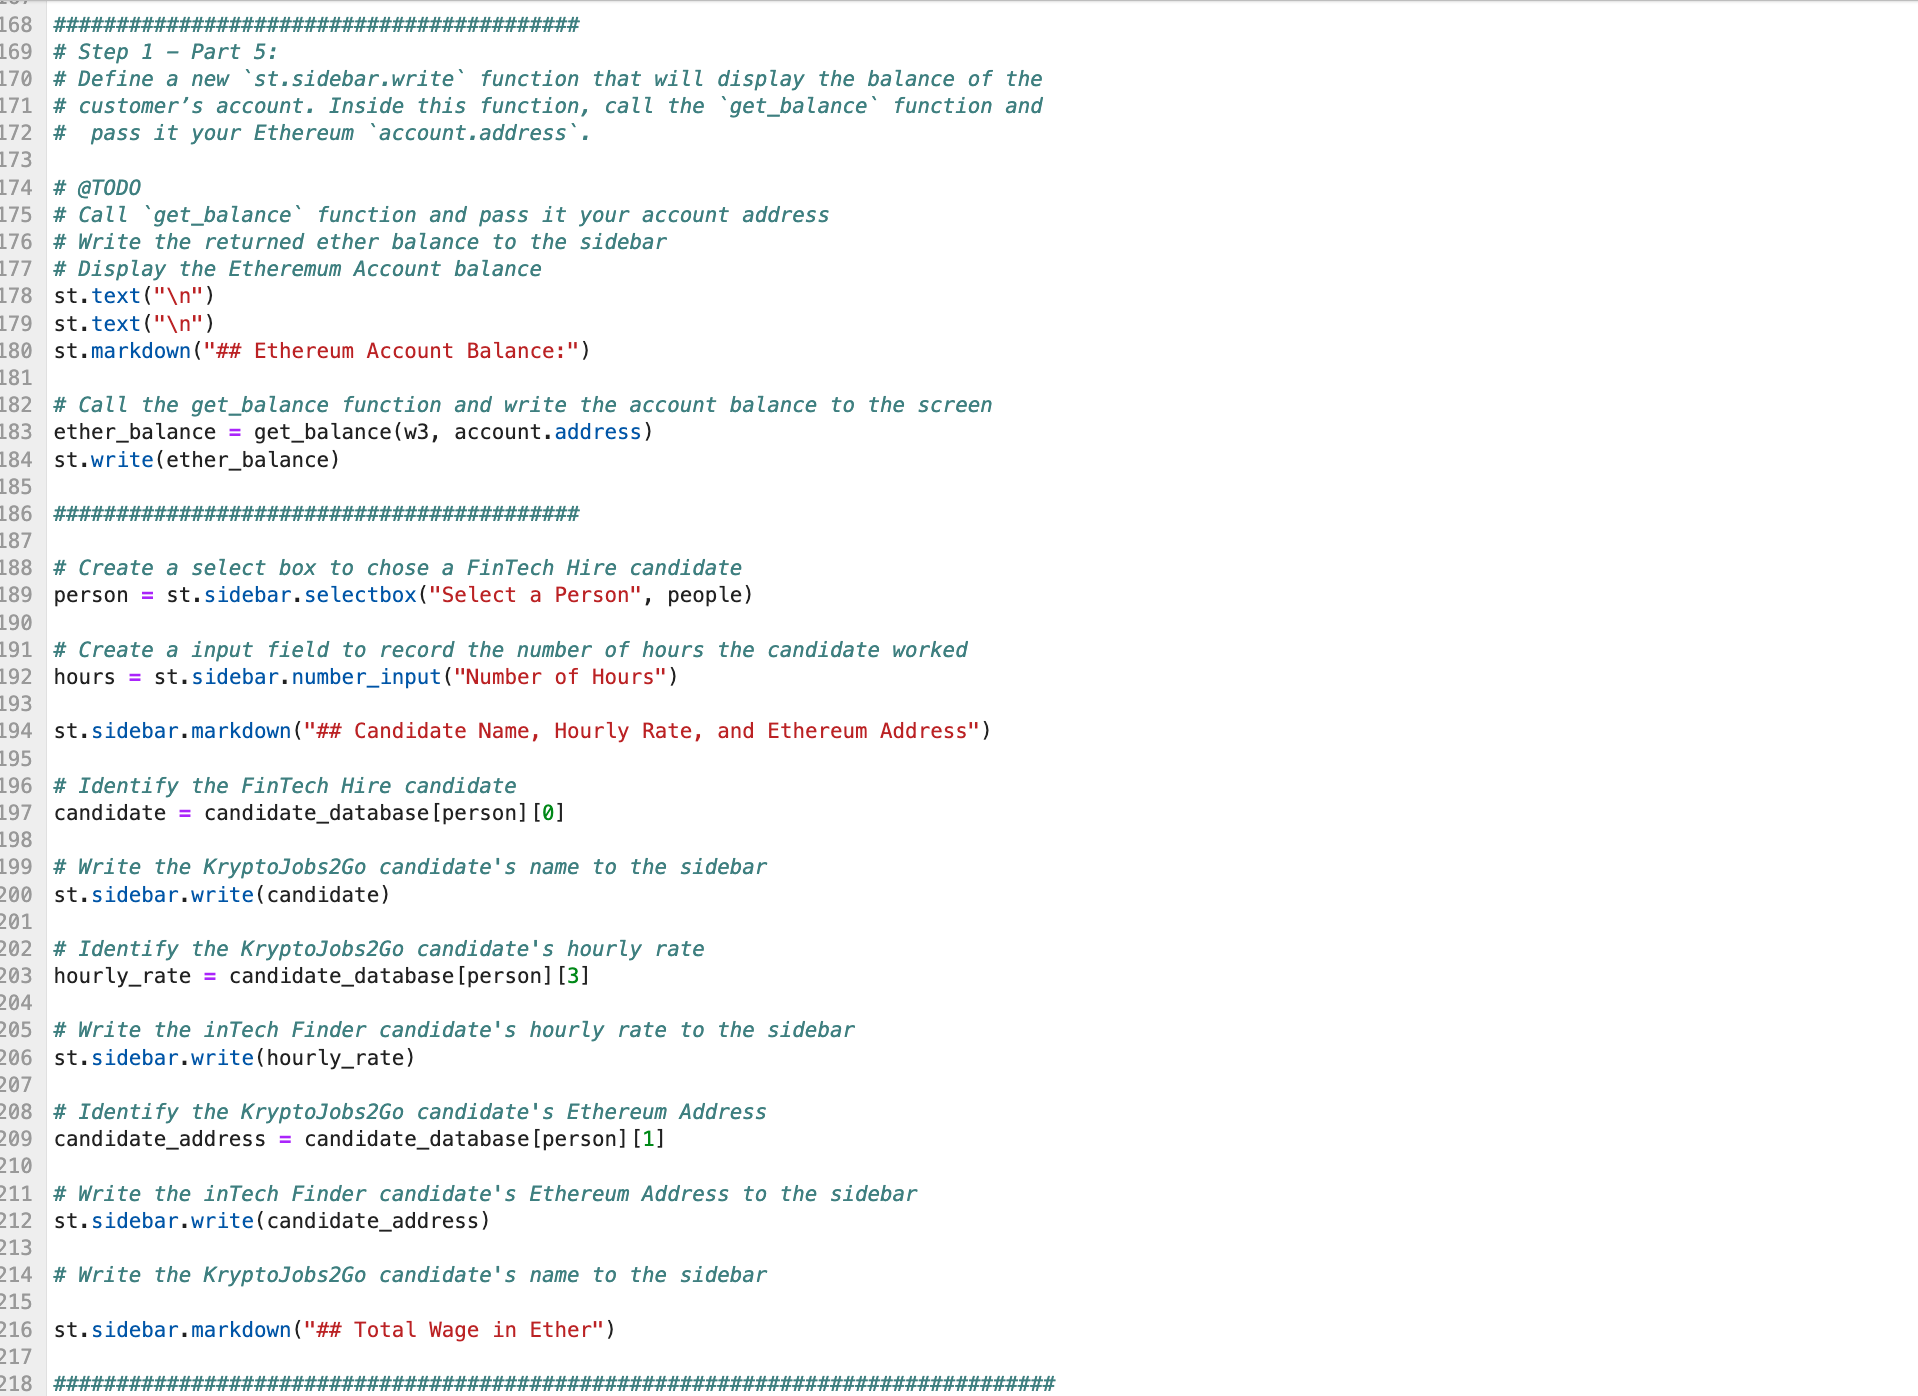 168 ##########################################
169 # Step 1 – Part 5:
170 # Define a new `st.sidebar.write` function that will display the balance of the
171 # customer’s account. Inside this function, call the `get_balance` function and
172 #  pass it your Ethereum `account.address`.
173
174 # @TODO
175 # Call `get_balance` function and pass it your account address
176 # Write the returned ether balance to the sidebar
177 # Display the Etheremum Account balance
178 st.text("\n")
179 st.text("\n")
180 st.markdown("## Ethereum Account Balance:")
181
182 # Call the get_balance function and write the account balance to the screen
183 ether_balance = get_balance(w3, account.address)
184 st.write(ether_balance)
185
186 ##########################################
187
188 # Create a select box to chose a FinTech Hire candidate
189 person = st.sidebar.selectbox("Select a Person", people)
190
191 # Create a input field to record the number of hours the candidate worked
192 hours = st.sidebar.number_input("Number of Hours")
193
194 st.sidebar.markdown("## Candidate Name, Hourly Rate, and Ethereum Address")
195
196 # Identify the FinTech Hire candidate
197 candidate = candidate_database[person][0]
198
199 # Write the KryptoJobs2Go candidate's name to the sidebar
200 st.sidebar.write(candidate)
201
202 # Identify the KryptoJobs2Go candidate's hourly rate
203 hourly_rate = candidate_database[person][3]
204
205 # Write the inTech Finder candidate's hourly rate to the sidebar
206 st.sidebar.write(hourly_rate)
207
208 # Identify the KryptoJobs2Go candidate's Ethereum Address
209 candidate_address = candidate_database[person][1]
210
211 # Write the inTech Finder candidate's Ethereum Address to the sidebar
212 st.sidebar.write(candidate_address)
213
214 # Write the KryptoJobs2Go candidate's name to the sidebar
215
216 st.sidebar.markdown("## Total Wage in Ether")
217
218 ################################################################################